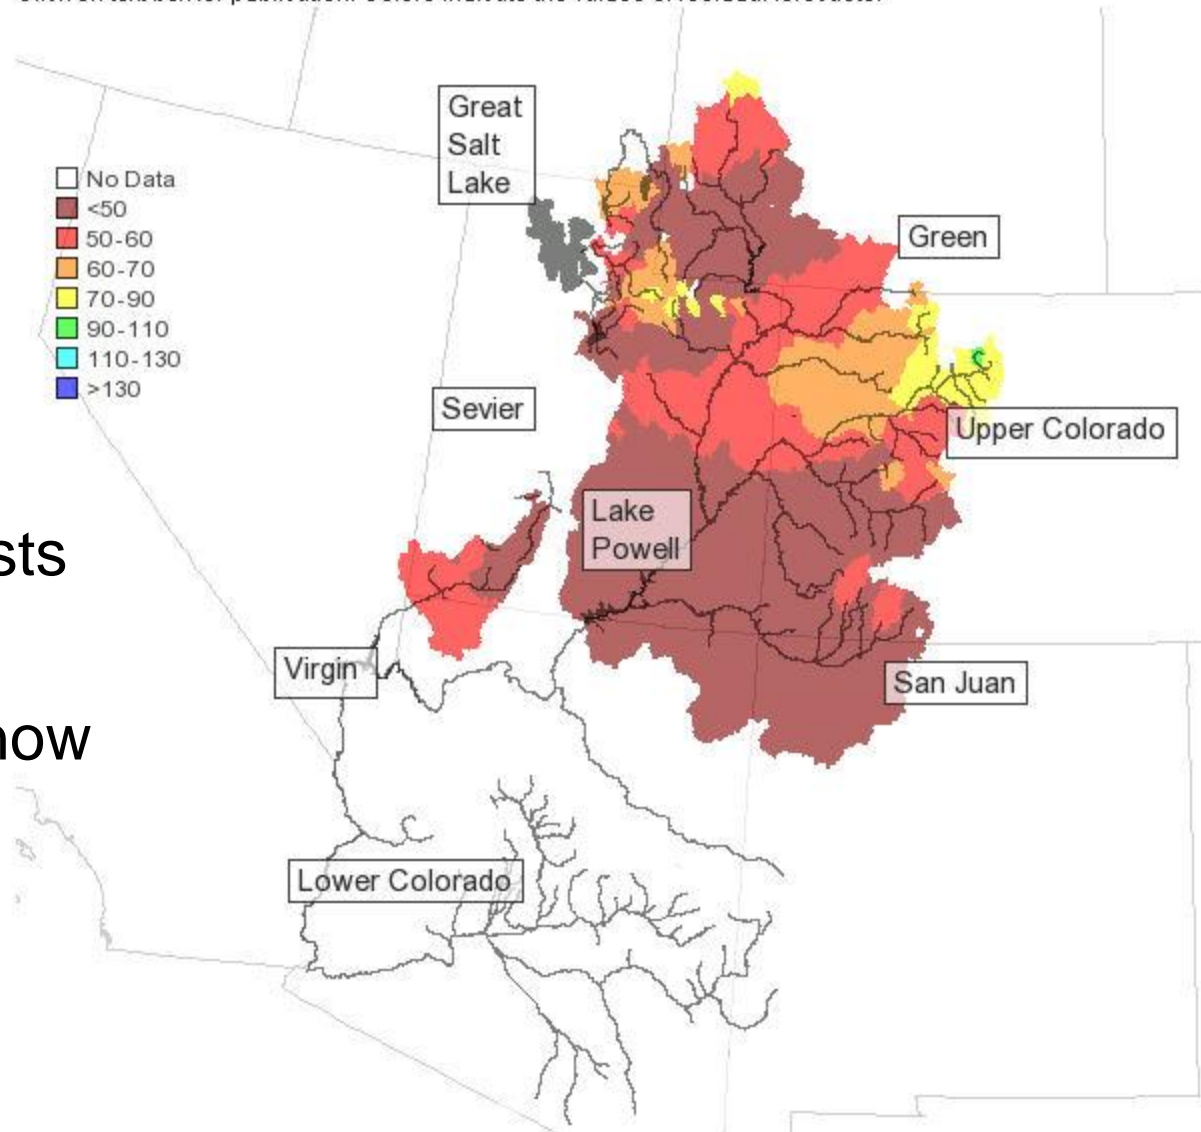 Great
Salt
Lake
No Data
<50
50-60
60-70
70-90
90-110
110-130
>130
Green
Sevier
Upper Colorado
Lake
Powell
sts
Virgin
San Juan
now
Lower Colorado